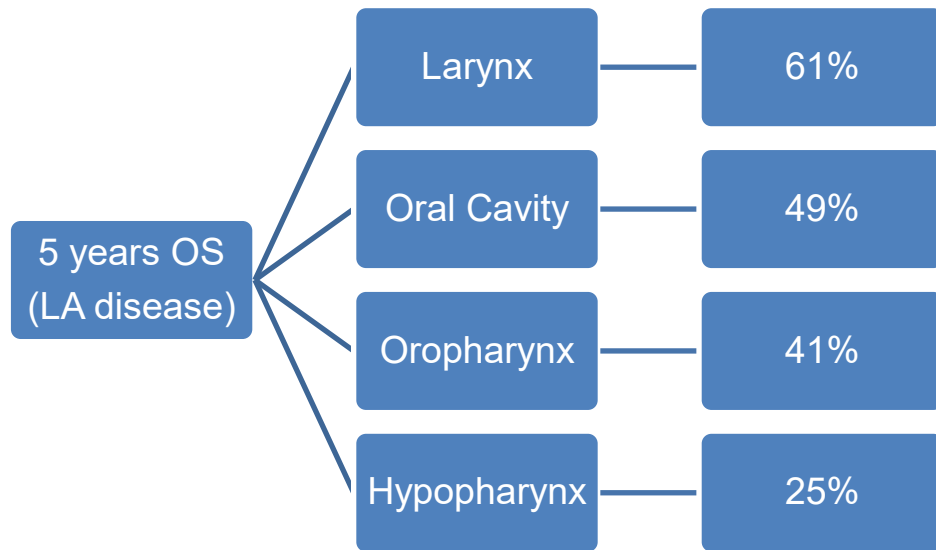 5 years OS
(LA disease)
Larynx
61%
Oral Cavity
49%
Oropharynx
41%
Hypopharynx
25%